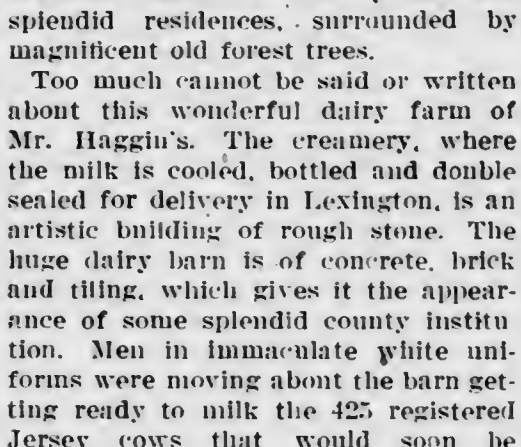 splendid residences, surrounded by
magnificent old forest trees.
Too much cannot be said or written
about this wonderful dairy farm of
Mr. Haggin's. The creamery, where
the milk is cooled, bottled and double
sealed for delivery in Lexington, is an
artistic building of rough stone. The
huge dairy barn is of concrete, brick
and tiling, which gives it the appear-
ance of some splendid county institu
tion. Men in immaculate white uni-
forms were moving about the barn get-
ting ready to milk the 425 registered
Jersey cows that would soon be